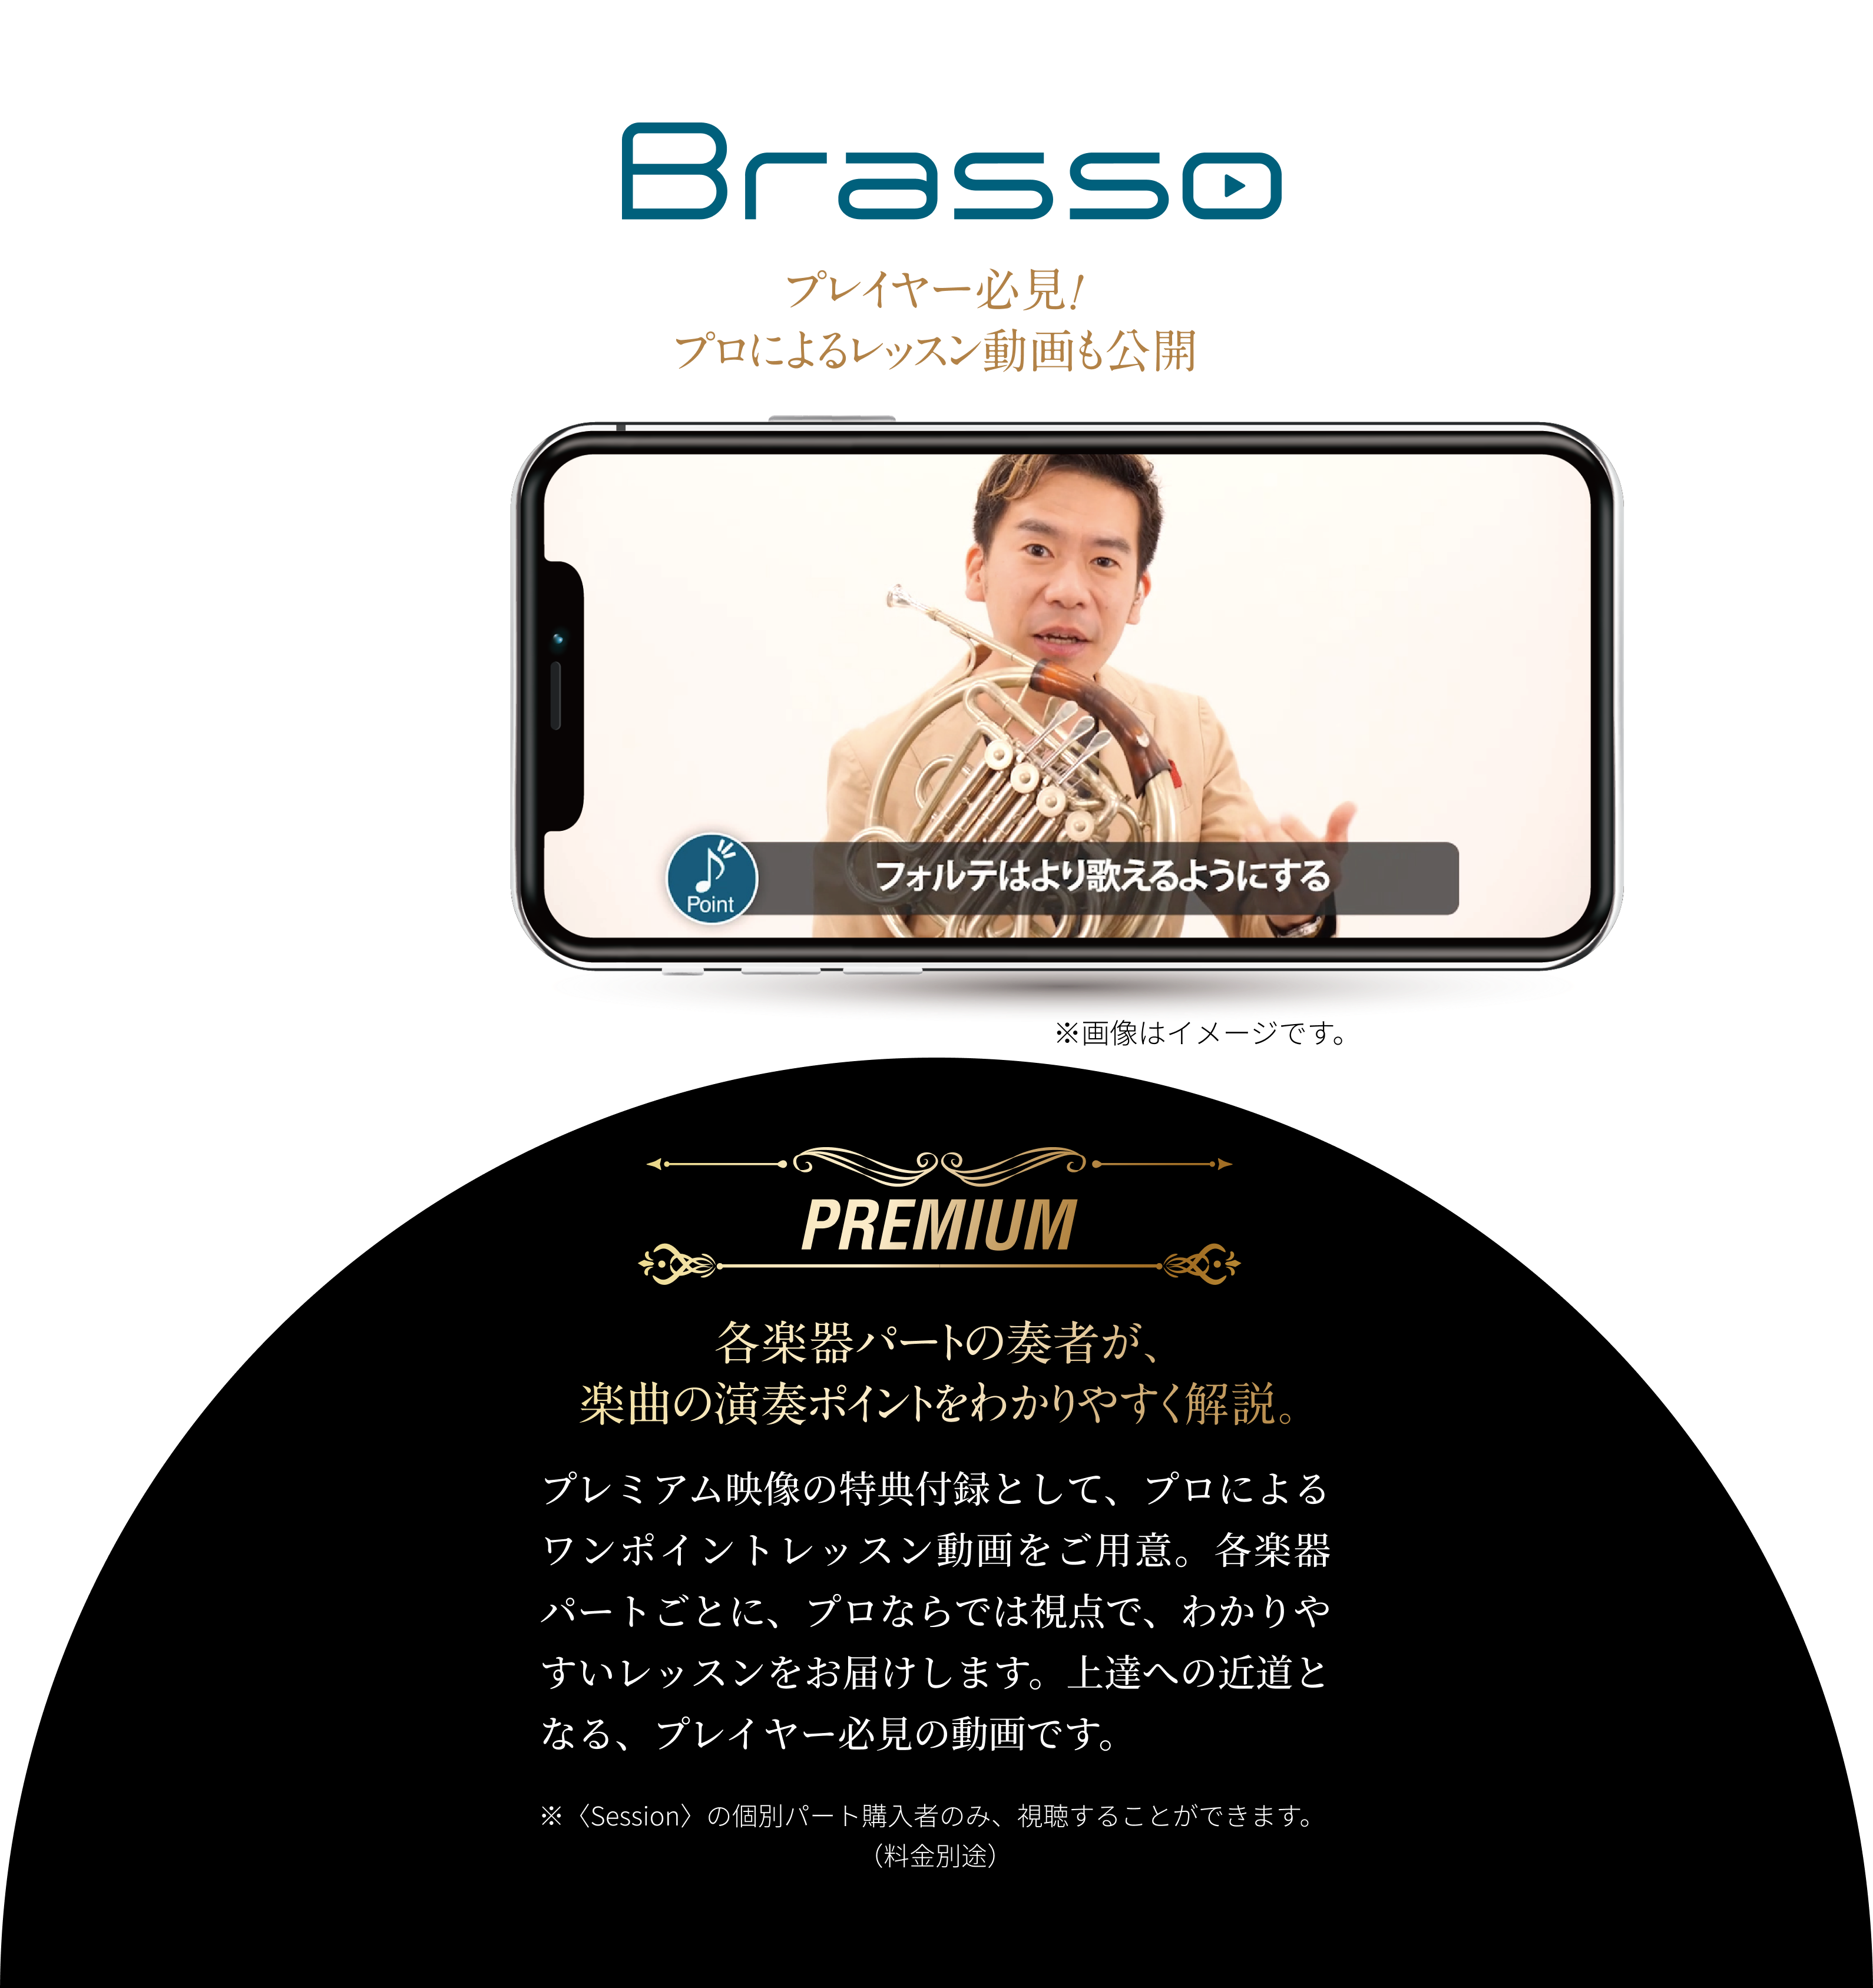 Brasso
プレイヤー必見!
プロによるレッスン動画も公開
Point
フォルテはより歌えるようにする
※画像はイメージです。
PREMIUM
各楽器パートの奏者が、
楽曲の演奏ポイントをわかりやすく解説。
プレミアム映像の特典付録として、プロによる
ワンポイントレッスン動画をご用意。各楽器
パートごとに、プロならでは視点で、わかりや
すいレッスンをお届けします。上達への近道と
なる、プレイヤー必見の動画です。
※〈Session〉の個別パート購入者のみ、視聴することができます。
（料金別途）